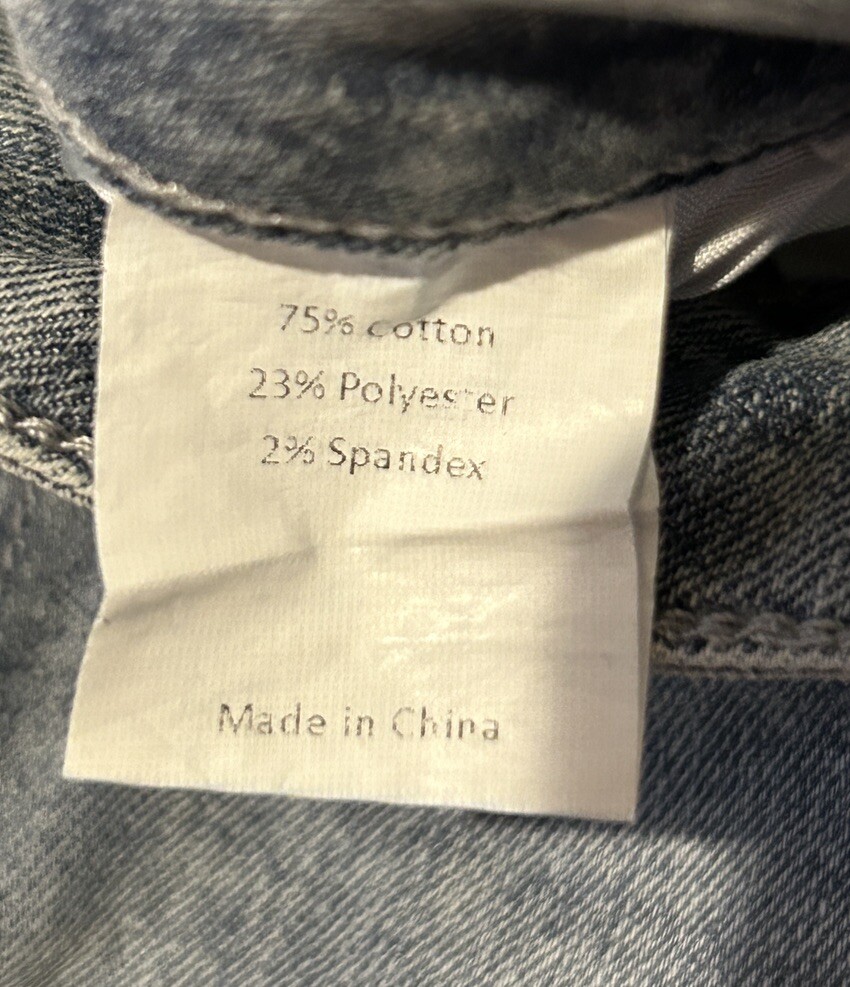 75% Cotton
23% Polyester
2% Spandex
Made in China